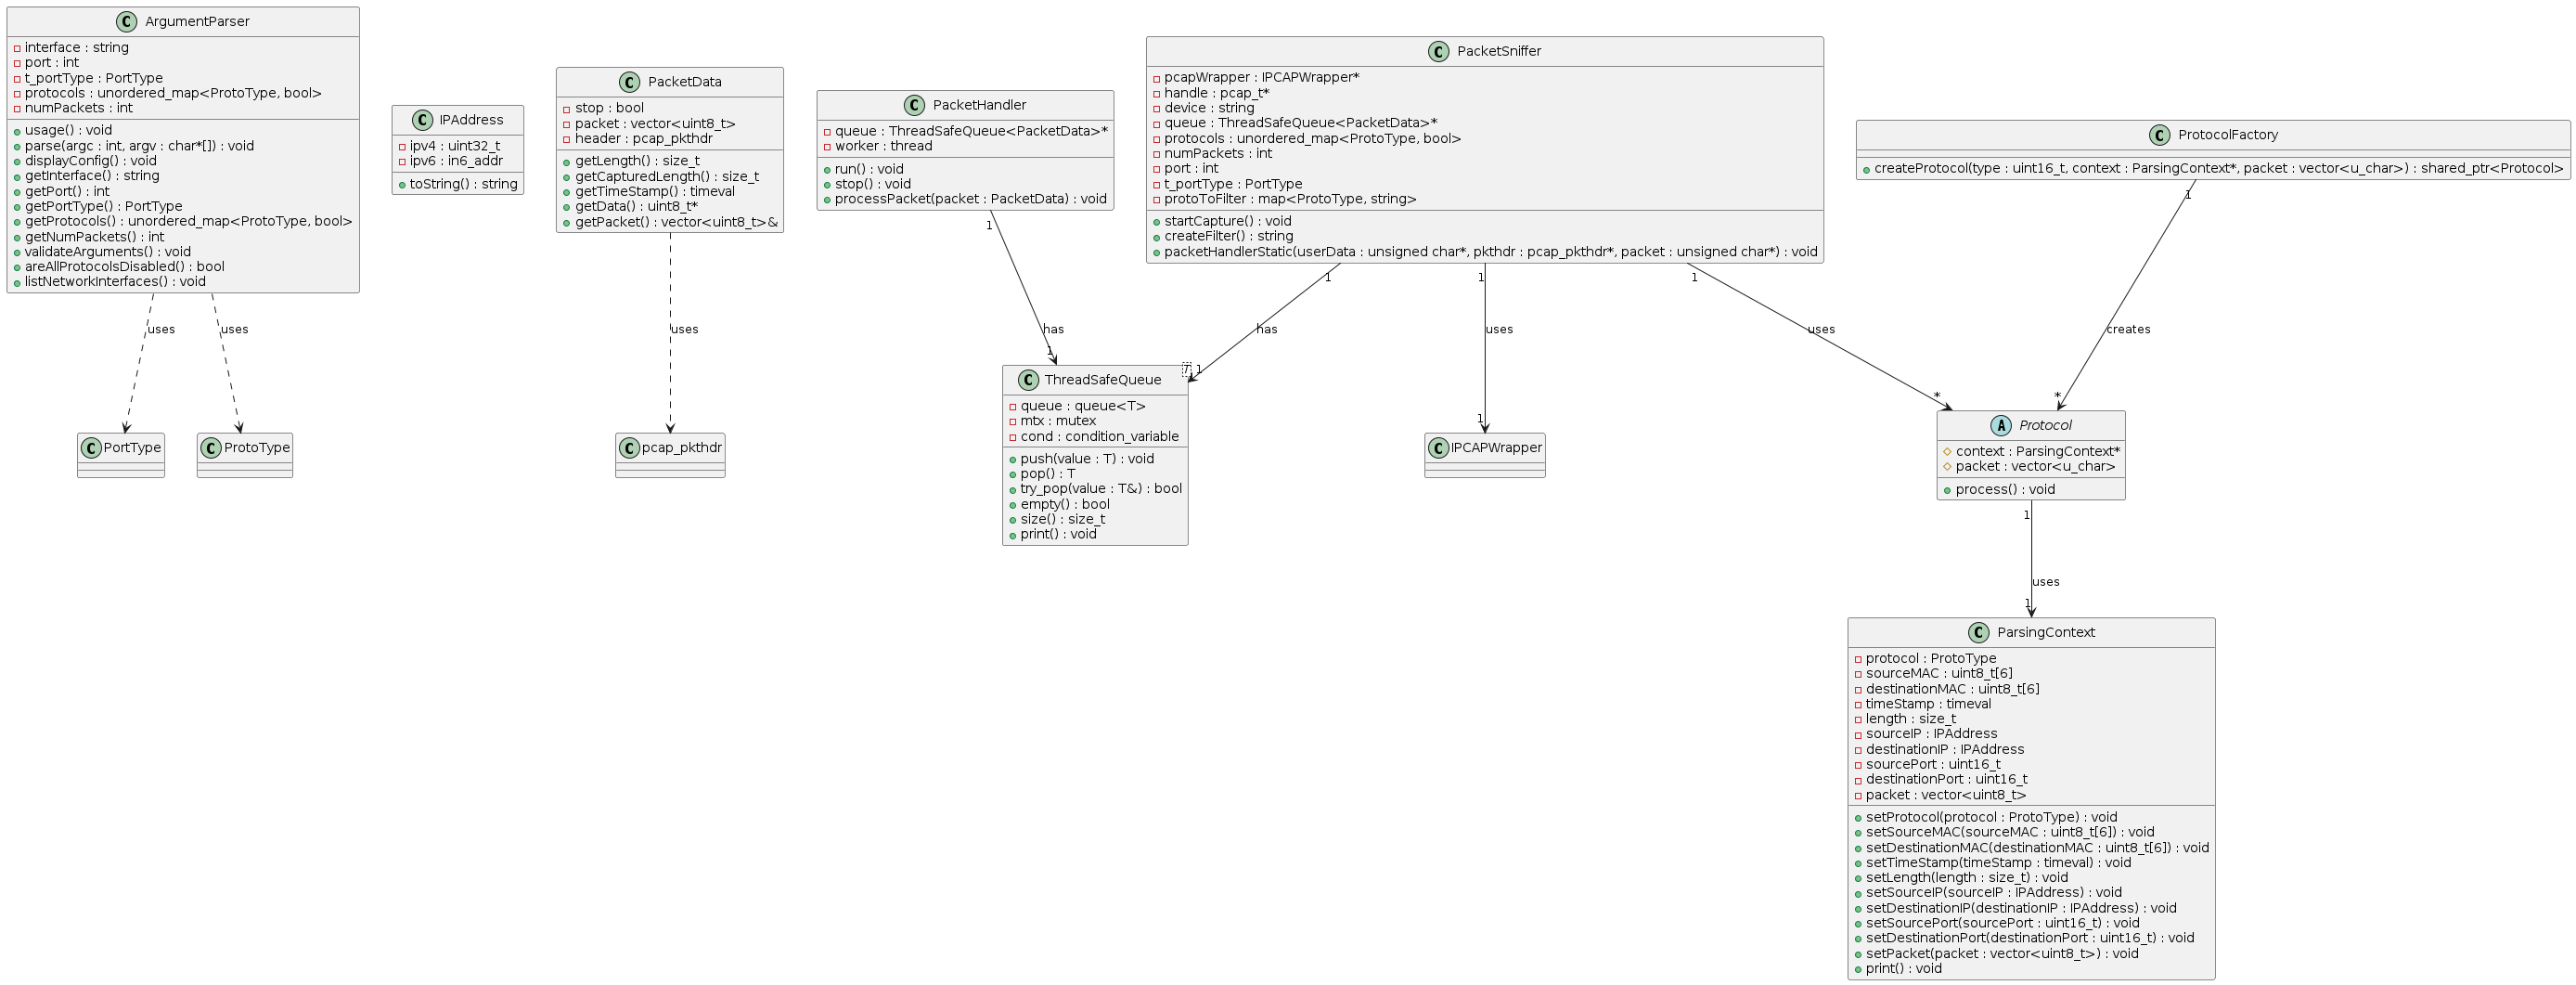 C ArgumentParser
interface : string
port : int
t_portType : PortType
protocols : unordered_map<ProtoType, bool>
numPackets : int
usage() : void
parse(argc : int, argv : char*[]) : void
displayConfig() : void
getInterface() : string
getPort() : int
getPortType() : PortType
getProtocols() : unordered_map<ProtoType, bool>
getNumPackets() : int
validateArguments() : void
areAllProtocolsDisabled() : bool
listNetworkInterfaces() : void
C IPAddress
ipv4 : uint32_t
ipv6 : in6_addr
toString() : string
C PacketData
stop : bool
packet : vector<uint8_t>
header : pcap_pkthdr
getLength() : size_t
getCapturedLength() : size_t
getTimeStamp() : timeval
getData() : uint8_t*
getPacket() : vector<uint8_t>&
C PacketHandler
queue : ThreadSafeQueue<PacketData>*
worker : thread
run() : void
stop() : void
processPacket(packet : PacketData) : void
C PacketSniffer
pcapWrapper : IPCAPWrapper*
handle : pcap_t*
device : string
queue : ThreadSafeQueue<PacketData>*
protocols : unordered_map<ProtoType, bool>
numPackets : int
port : int
t_portType : PortType
protoToFilter : map<ProtoType, string>
startCapture() : void
createFilter() : string
packetHandlerStatic(userData : unsigned char*, pkthdr : pcap_pkthdr*, packet : unsigned char*) : void
C ProtocolFactory
createProtocol(type : uint16_t, context : ParsingContext*, packet : vector<u_char>) : shared_ptr<Protocol>
uses
uses
uses
1
has
1
1
has
1
1
uses
1
1
uses
*
1
creates
*
C PortType
C ProtoType
C pcap_pkthdr
C ThreadSafeQueue
T
queue : queue<T>
mtx : mutex
cond : condition_variable
push(value : T) : void
pop() : T
try_pop(value : T&) : bool
empty() : bool
size() : size_t
print() : void
C IPCAPWrapper
A Protocol
context : ParsingContext*
packet : vector<u_char>
process() : void
1
uses
1
C ParsingContext
protocol : ProtoType
sourceMAC : uint8_t[6]
destinationMAC : uint8_t[6]
timeStamp : timeval
length : size_t
sourceIP : IPAddress
destinationIP : IPAddress
sourcePort : uint16_t
destinationPort : uint16_t
packet : vector<uint8_t>
setProtocol(protocol : ProtoType) : void
setSourceMAC(sourceMAC : uint8_t[6]) : void
setDestinationMAC(destinationMAC : uint8_t[6]) : void
setTimeStamp(timeStamp : timeval) : void
setLength(length : size_t) : void
setSourceIP(sourceIP : IPAddress) : void
setDestinationIP(destinationIP : IPAddress) : void
setSourcePort(sourcePort : uint16_t) : void
setDestinationPort(destinationPort : uint16_t) : void
setPacket(packet : vector<uint8_t>) : void
print() : void